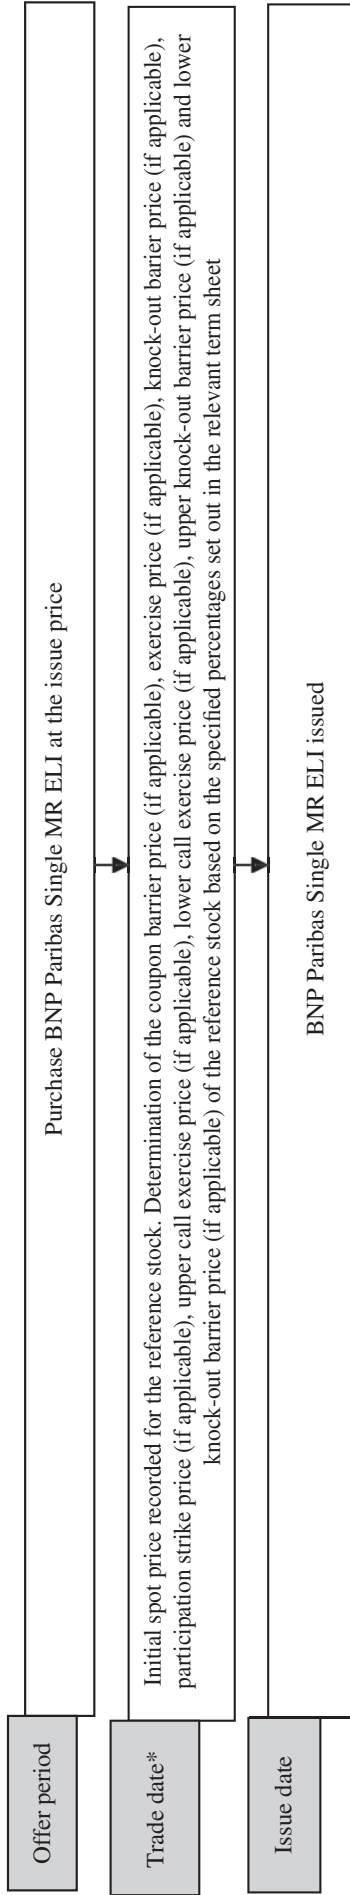 Offer period
Purchase BNP Paribas Single MR ELI at the issue price
Trade date*
Initial spot price recorded for the reference stock. Determination of the coupon barrier price (if applicable), exercise price (if applicable), knock-out barier price (if applicable),
participation strike price (if applicable), upper call exercise price (if applicable), lower call exercise price (if applicable), upper knock-out barrier price (if applicable) and lower
knock-out barrier price (if applicable) of the reference stock based on the specified percentages set out in the relevant term sheet
Issue date
BNP Paribas Single MR ELI issued